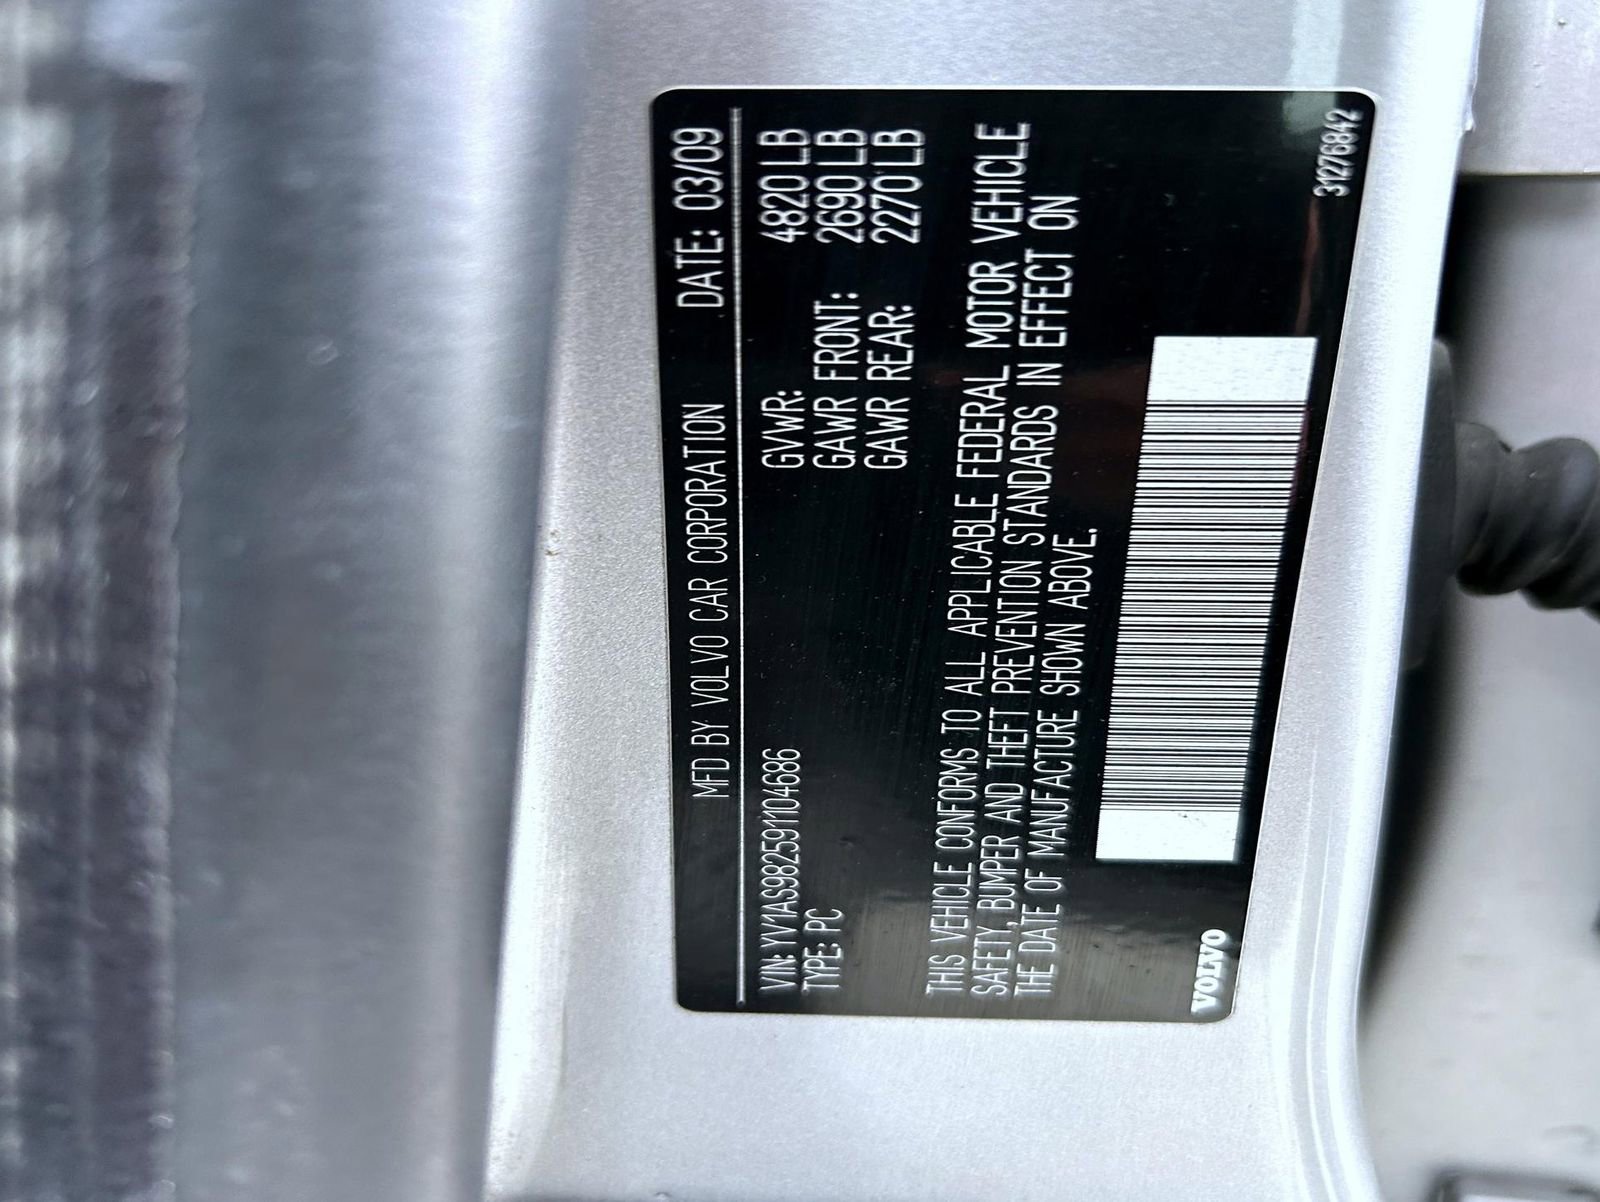 MFD BY VOLVO CAR CORPORATION DATE: 03/09
VIN: YV1AS982591104686 GVWR: 4820 LB
TYPE: PC GAWR FRONT: 2690 LB
GAWR REAR: 2270 LB
THIS VEHICLE CONFORMS TO ALL APPLICABLE FEDERAL MOTOR VEHICLE
SAFETY, BUMPER AND THEFT PREVENTION STANDARDS IN EFFECT ON
THE DATE OF MANUFACTURE SHOWN ABOVE.
VOLVO
31276842